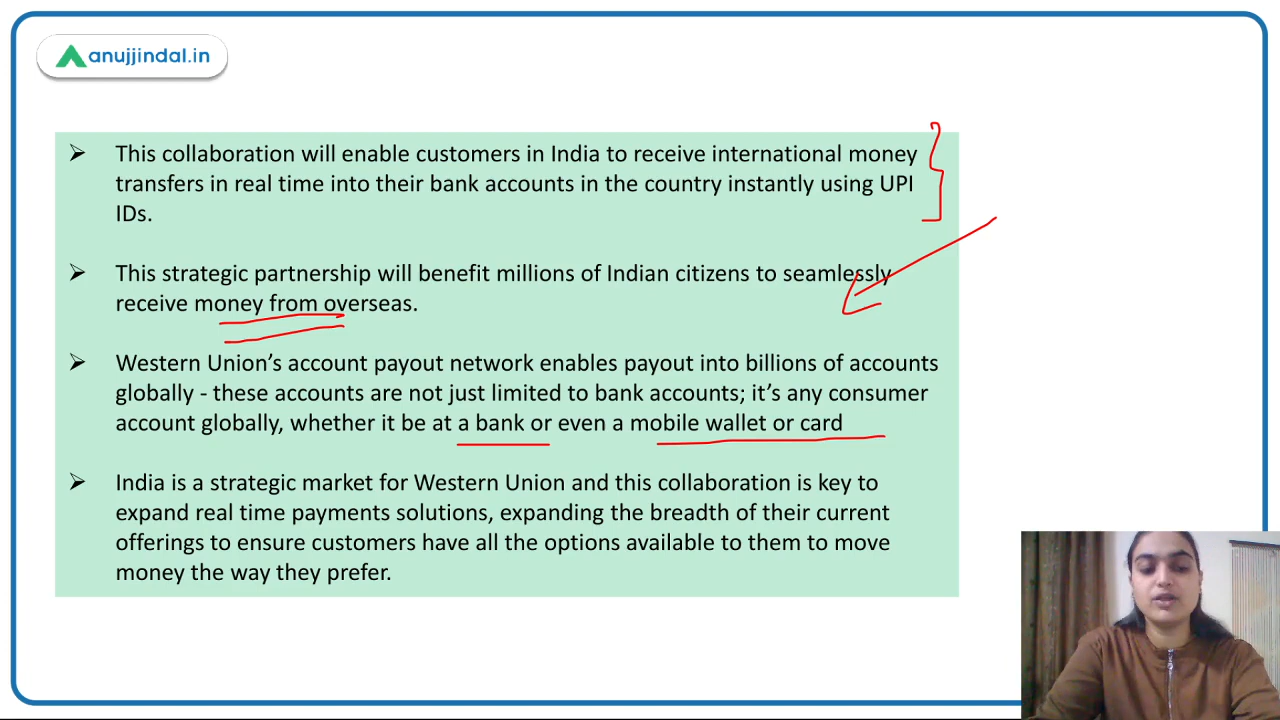 anujjindal.in
➢ This collaboration will enable customers in India to receive international money
transfers in real time into their bank accounts in the country instantly using UPI
IDs.
➢ This strategic partnership will benefit millions of Indian citizens to seamlessly
receive money from overseas.
➢ Western Union’s account payout network enables payout into billions of accounts
globally - these accounts are not just limited to bank accounts; it’s any consumer
account globally, whether it be at a bank or even a mobile wallet or card
➢ India is a strategic market for Western Union and this collaboration is key to
expand real time payments solutions, expanding the breadth of their current
offerings to ensure customers have all the options available to them to move
money the way they prefer.